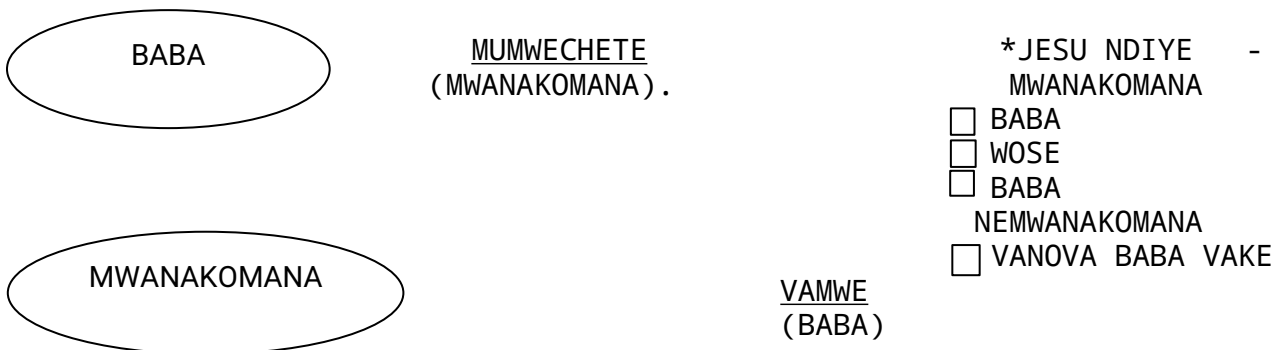 BABA
MUMWECHETE
(MWANAKOMANA).
*JESU NDIYE -
MWANAKOMANA
BABA
WOSE
BABA
NEMWANAKOMANA
VANOVA BABA VAKE
MWANAKOMANA
VAMWE
(BABA)